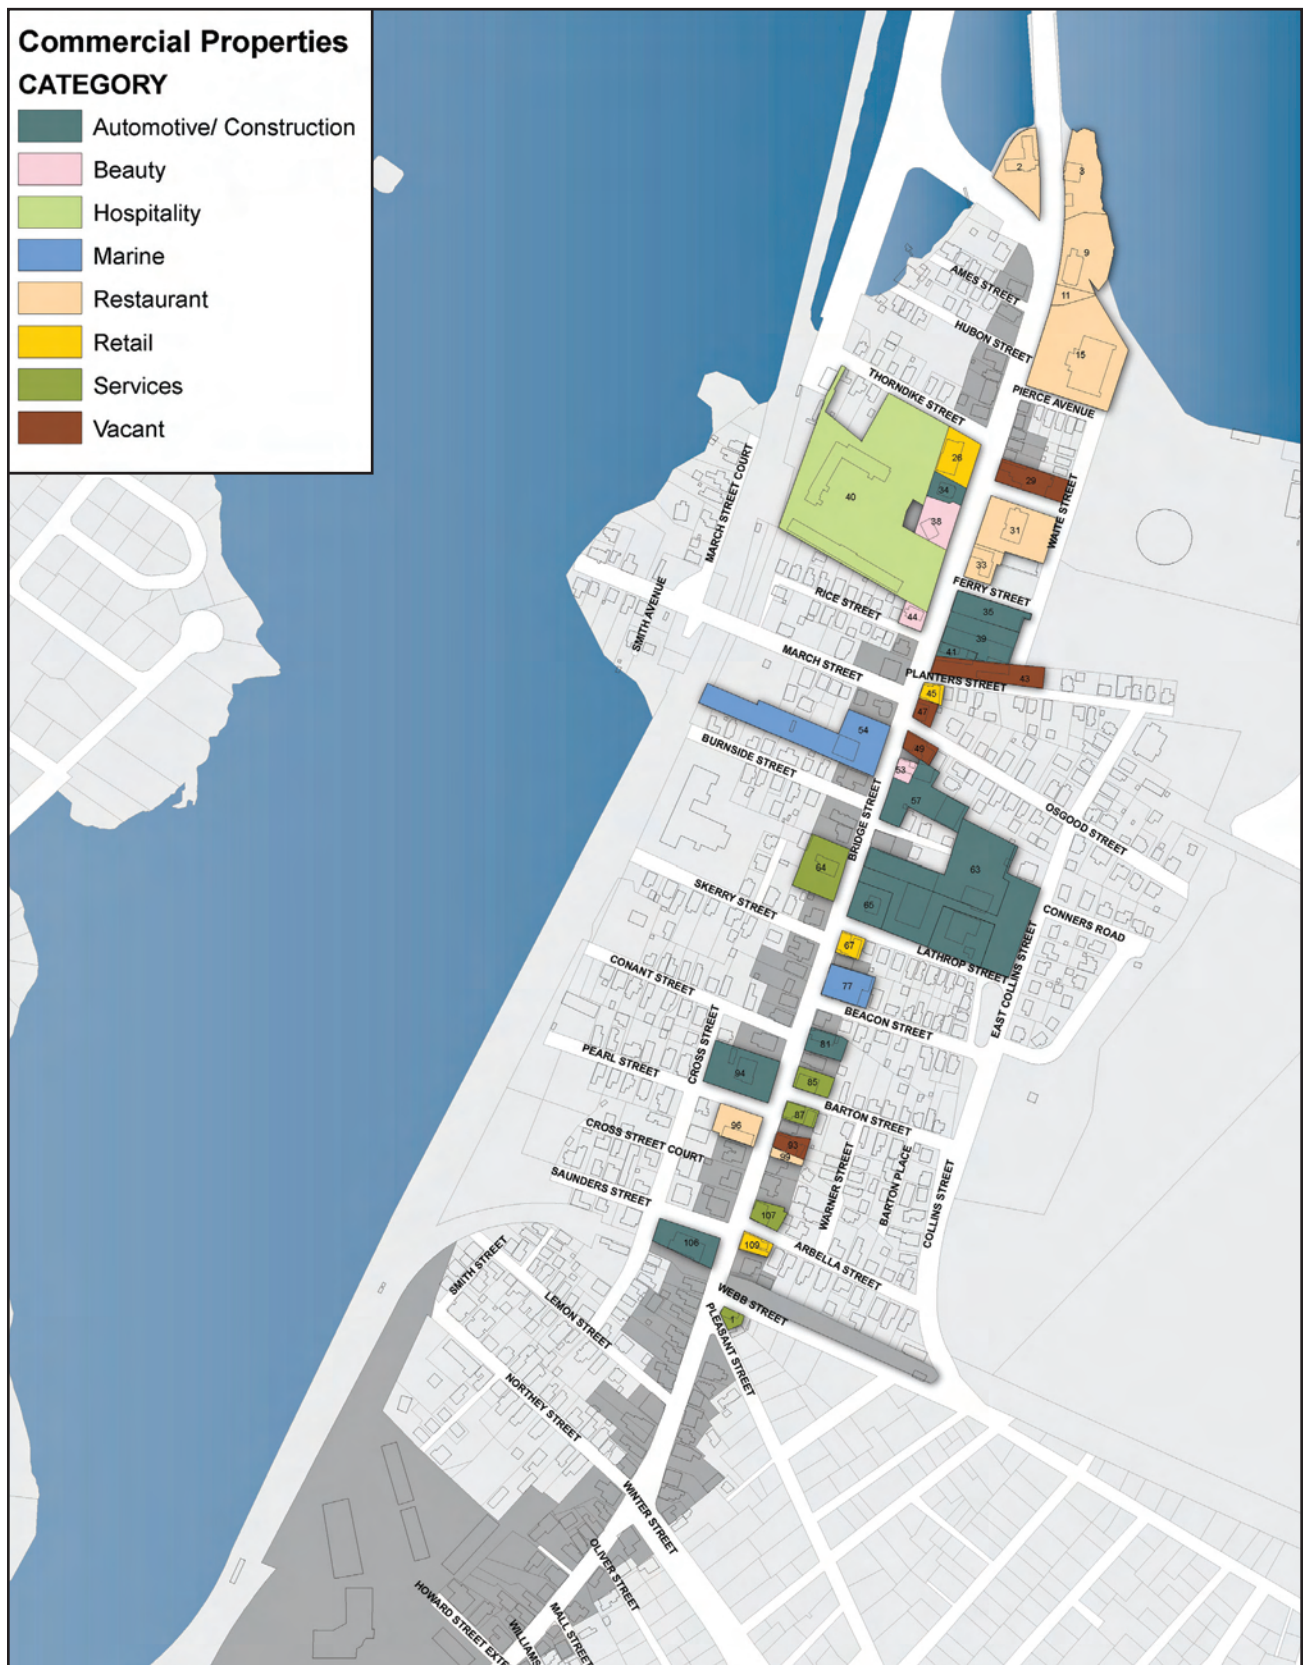 Commercial Properties
CATEGORY
Automotive/ Construction
Beauty
Hospitality
Marine
Restaurant
Retail
Services
Vacant
2
3
9
AMES STREET
11
HUBON STREET
15
THORNDIKE STREET
PIERCE AVENUE
26
29
34
40
38
31
WAITE STREET
MARCH STREET COURT
33
FERRY STREET
RICE STREET
44
35
SMITH AVENUE
39
41
MARCH STREET
PLANTERS STREET
43
45
47
54
49
BURNSIDE STREET
53
57
BRIDGE STREET
OSGOOD STREET
64
63
SKERRY STREET
65
CONNERS ROAD
67
LATHROP STREET
EAST COLLINS STREET
CONANT STREET
77
BEACON STREET
CROSS STREET
81
PEARL STREET
94
85
87
BARTON STREET
96
CROSS STREET COURT
93
WARNER STREET
BARTON PLACE
SAUNDERS STREET
COLLINS STREET
107
106
109
ARBELLA STREET
SMITH STREET
WEBB STREET
LEMON STREET
1
PLEASANT STREET
NORTHEY STREET
WINTER STREET
OLIVER STREET
HOWARD STREET EXTE
MALL STREET
WILLIAMS